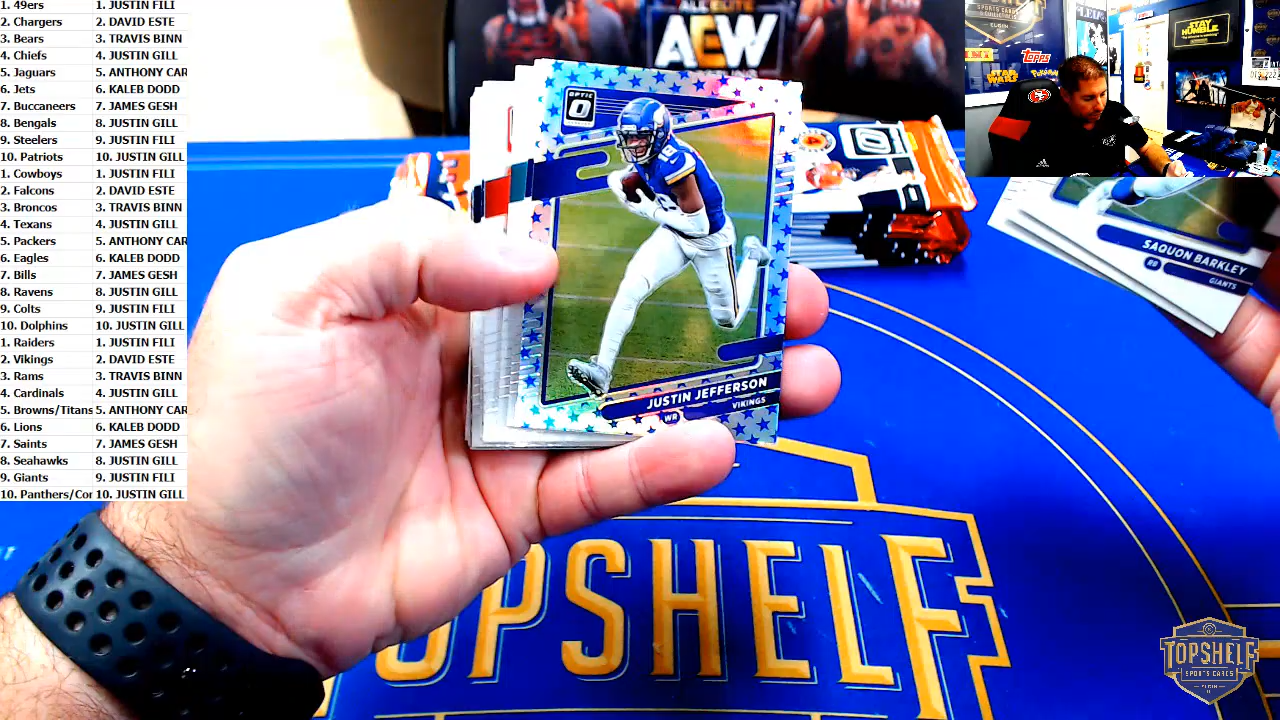 1. 49ers 1. JUSTIN FILI
2. Chargers 2. DAVID ESTE
3. Bears 3. TRAVIS BINN
4. Chiefs 4. JUSTIN GILL
5. Jaguars 5. ANTHONY CAR
6. Jets 6. KALEB DODD
7. Buccaneers 7. JAMES GESH
8. Bengals 8. JUSTIN GILL
9. Steelers 9. JUSTIN FILI
10. Patriots 10. JUSTIN GILL
1. Cowboys 1. JUSTIN FILI
2. Falcons 2. DAVID ESTE
3. Broncos 3. TRAVIS BINN
4. Texans 4. JUSTIN GILL
5. Packers 5. ANTHONY CAR
6. Eagles 6. KALEB DODD
7. Bills 7. JAMES GESH
8. Ravens 8. JUSTIN GILL
9. Colts 9. JUSTIN FILI
10. Dolphins 10. JUSTIN GILL
1. Raiders 1. JUSTIN FILI
2. Vikings 2. DAVID ESTE
3. Rams 3. TRAVIS BINN
4. Cardinals 4. JUSTIN GILL
5. Browns/Titans 5. ANTHONY CAR
6. Lions 6. KALEB DODD
7. Saints 7. JAMES GESH
8. Seahawks 8. JUSTIN GILL
9. Giants 9. JUSTIN FILI
10. Panthers/Cor 10. JUSTIN GILL
AEW
OPTIC
JUSTIN JEFFERSON
WR
VIKINGS
SAQUON BARKLEY
RB
GIANTS
STAY HUMBLE
topps
STAR WARS
Pokémon
SPORTS CARDS
ELGIN
TOPSHELF
TOPSHELF
SPORTS CARDS
ELGIN